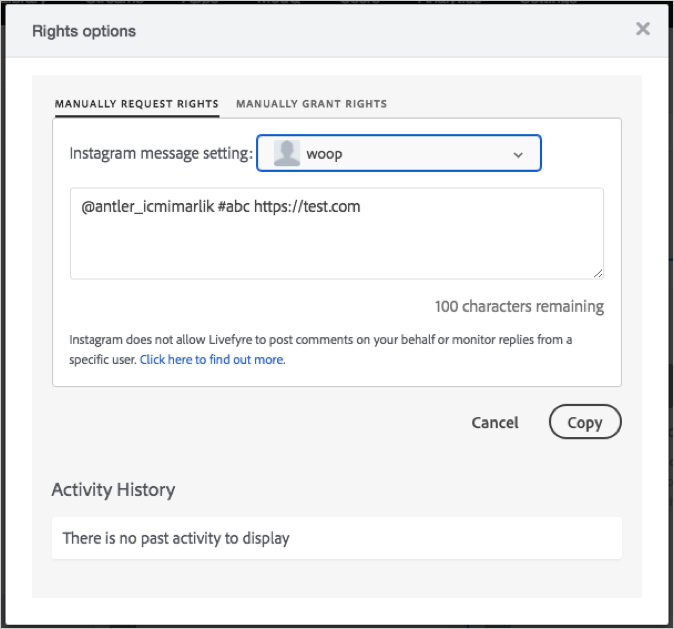 Rights options
MANUALLY REQUEST RIGHTS MANUALLY GRANT RIGHTS
Instagram message setting: woop
@antler_icmimarlik #abc https://test.com
100 characters remaining
Instagram does not allow Livefyre to post comments on your behalf or monitor replies from a
specific user. Click here to find out more.
Cancel Copy
Activity History
There is no past activity to display